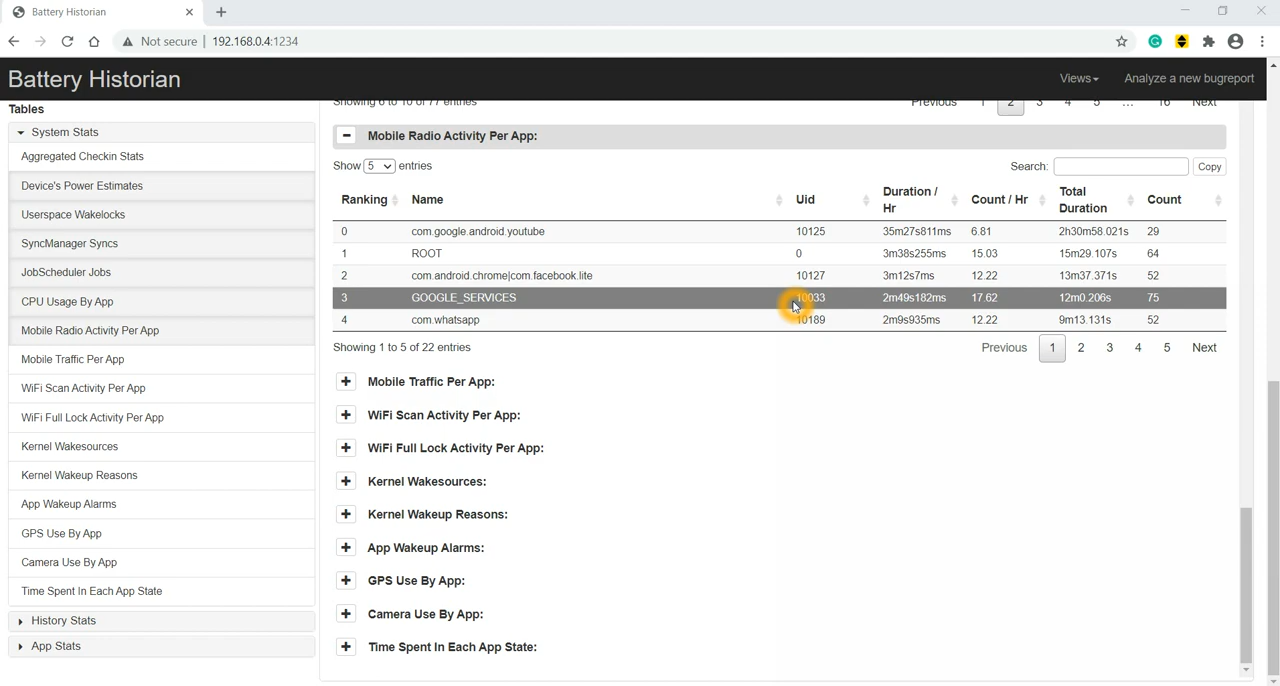 Battery Historian
Not secure | 192.168.0.4:1234
Battery Historian
Views
Analyze a new bugreport
Tables
System Stats
Aggregated Checkin Stats
Device's Power Estimates
Userspace Wakelocks
SyncManager Syncs
JobScheduler Jobs
CPU Usage By App
Mobile Radio Activity Per App
Mobile Traffic Per App
WiFi Scan Activity Per App
WiFi Full Lock Activity Per App
Kernel Wakesources
Kernel Wakeup Reasons
App Wakeup Alarms
GPS Use By App
Camera Use By App
Time Spent In Each App State
History Stats
App Stats
Showing 6 to 10 of 77 entries
Previous 1 2 3 4 5 … 16 Next
Mobile Radio Activity Per App:
Show 5 entries
Search: Copy
Ranking Name Uid Duration / Hr Count / Hr Total Duration Count
0 com.google.android.youtube 10125 35m27s811ms 6.81 2h30m58.021s 29
1 ROOT 0 3m38s255ms 15.03 15m29.107s 64
2 com.android.chrome|com.facebook.lite 10127 3m12s7ms 12.22 13m37.371s 52
3 GOOGLE_SERVICES 10033 2m49s182ms 17.62 12m0.206s 75
4 com.whatsapp 10189 2m9s935ms 12.22 9m13.131s 52
Showing 1 to 5 of 22 entries
Previous 1 2 3 4 5 Next
Mobile Traffic Per App:
WiFi Scan Activity Per App:
WiFi Full Lock Activity Per App:
Kernel Wakesources:
Kernel Wakeup Reasons:
App Wakeup Alarms:
GPS Use By App:
Camera Use By App:
Time Spent In Each App State: